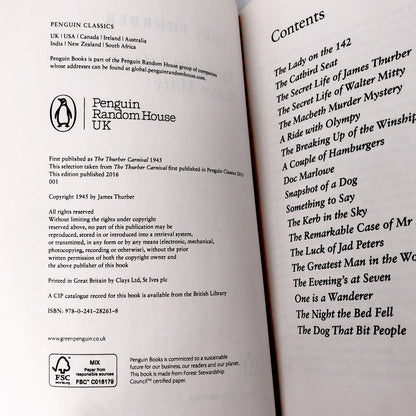 PENGUIN CLASSICS
UK | USA | Canada | Ireland | Australia
India | New Zealand | South Africa
Penguin Books is part of the Penguin Random House group of companies
whose addresses can be found at global.penguinrandomhouse.com.
Penguin
Random House
UK
First published as The Thurber Carnival 1945
This selection taken from The Thurber Carnival first published in Penguin Classics
This edition published 2016
001
Copyright 1945 by James Thurber
All rights reserved
Without limiting the rights under copyright
reserved above, no part of this publication may be
reproduced, stored in or introduced into a retrieval system,
or transmitted, in any form or by any means (electronic, mechanical,
photocopying, recording or otherwise), without the prior
written permission of both the copyright owner and
the above publisher of this book
Printed in Great Britain by Clays Ltd, St Ives plc
A CIP catalogue record for this book is available from the British Library
ISBN: 978-0-241-28261-8
www.greenpenguin.co.uk
FSC
www.fsc.org
MIX
Paper from
responsible sources
FSC® C018179
Penguin Books is committed to a sustainable
future for our business, our readers and our planet.
This book is made from Forest Stewardship
Council™ certified paper.
Contents
The Lady on the 142
The Catbird Seat
The Secret Life of James Thurber
The Secret Life of Walter Mitty
The Macbeth Murder Mystery
A Ride with Olympy
The Breaking Up of the Winship
A Couple of Hamburgers
Doc Marlowe
Snapshot of a Dog
Something to Say
The Kerb in the Sky
The Remarkable Case of Mr
The Luck of Jad Peters
The Greatest Man in the Wo
The Evening's at Seven
One is a Wanderer
The Night the Bed Fell
The Dog That Bit People